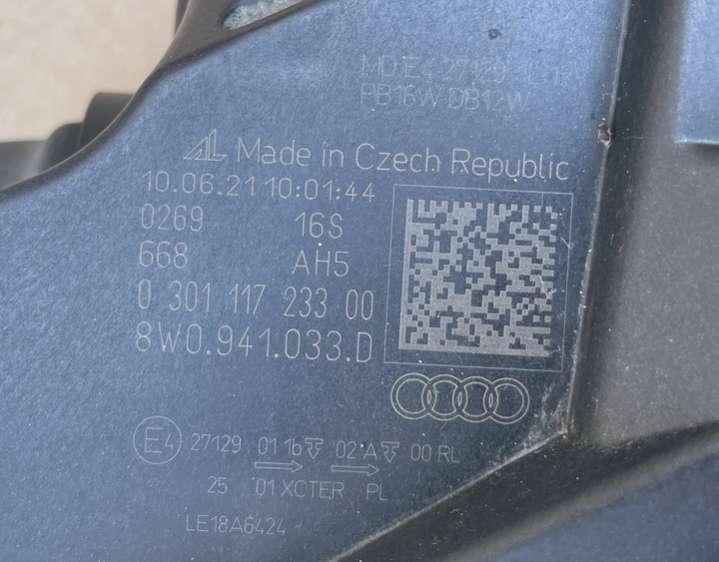 MD E4 27129
PB16W DB12W
AL Made in Czech Republic
10.06.21 10:01:44
0269 16S
668 AH5
0 301 117 233 00
8W0.941.033.D
E4 27129 01 1b 02 A 00 RL
25 01 XCTER PL
LE18A6424